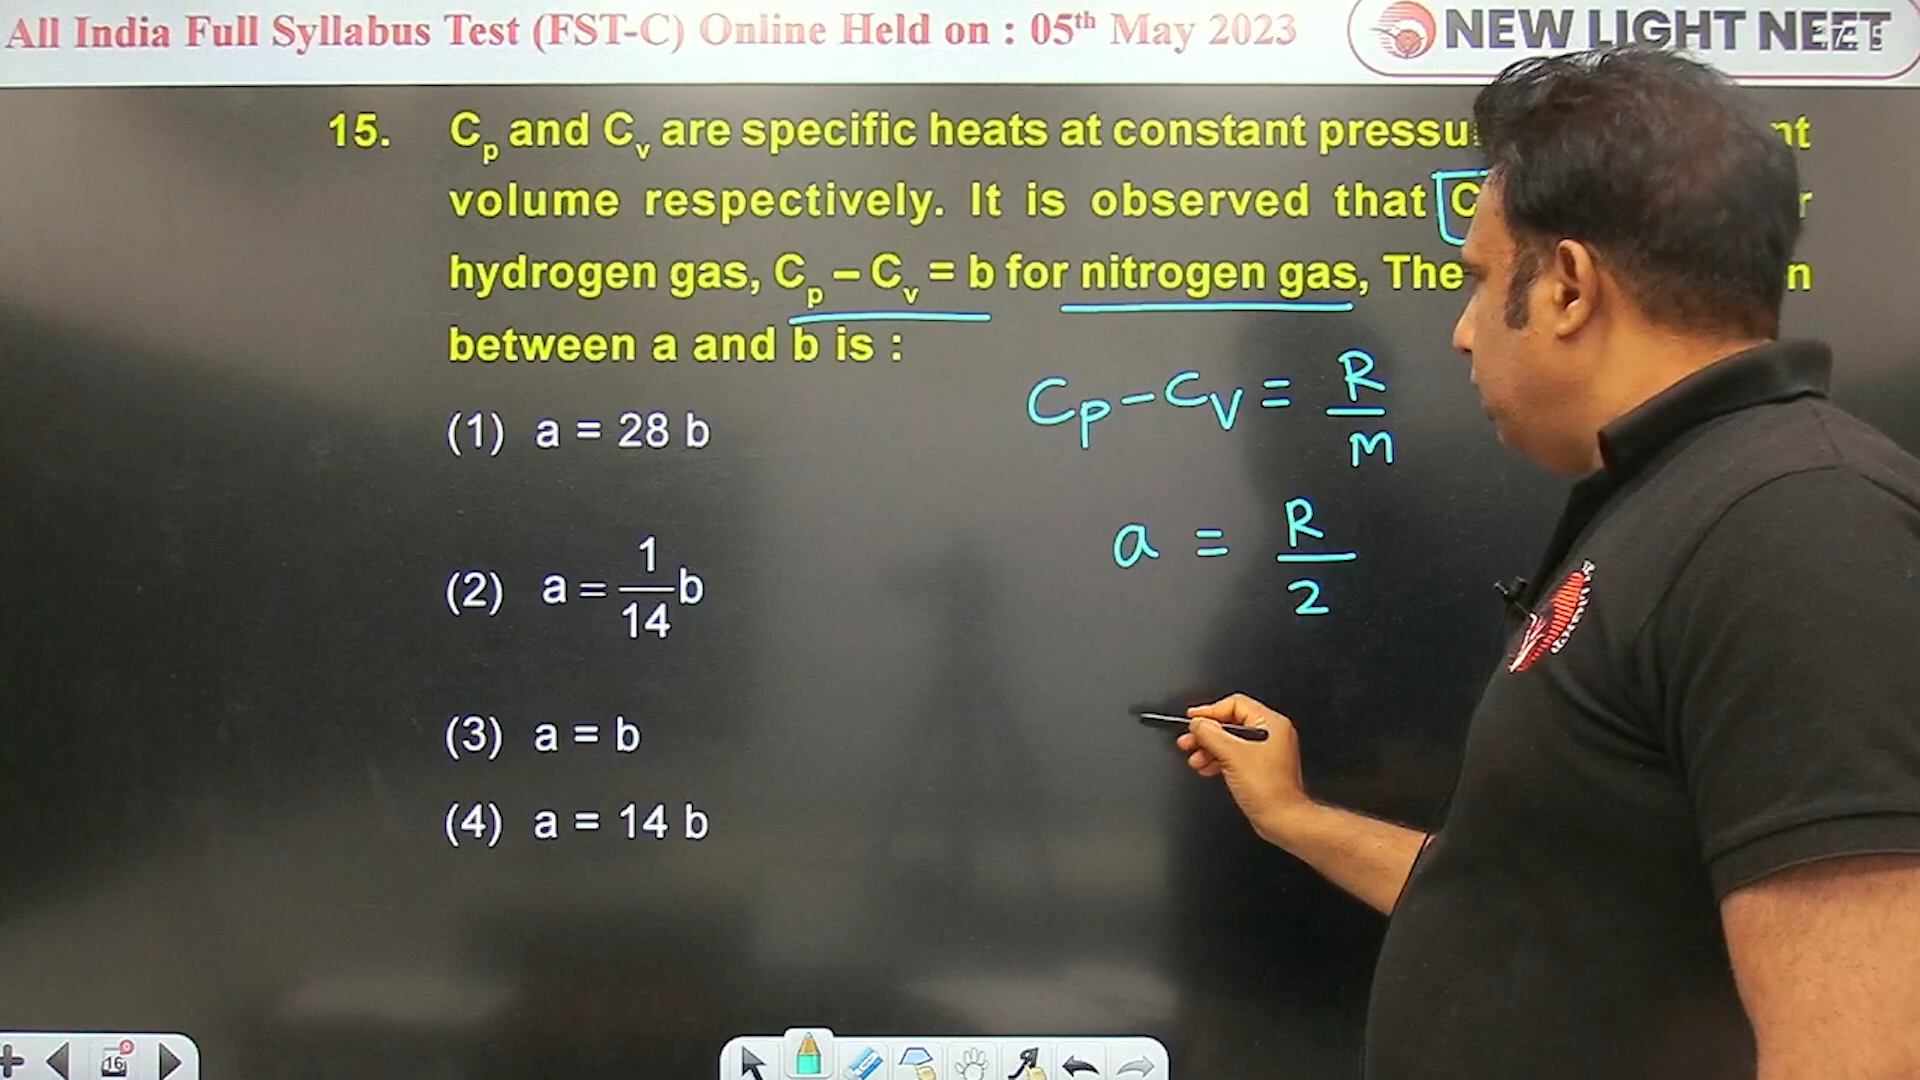 All India Full Syllabus Test (FST-C) Online Held on : 05th May 2023
NEW LIGHT NEET
15. Cp and Cv are specific heats at constant nt
volume respectively. It is observed that C r
hydrogen gas, Cp – Cv = b for nitrogen gas, The n
between a and b is :
Cp - Cv = R/M
(1) a = 28 b
a = R/2
(2) a = 1/14 b
(3) a = b
(4) a = 14 b
16